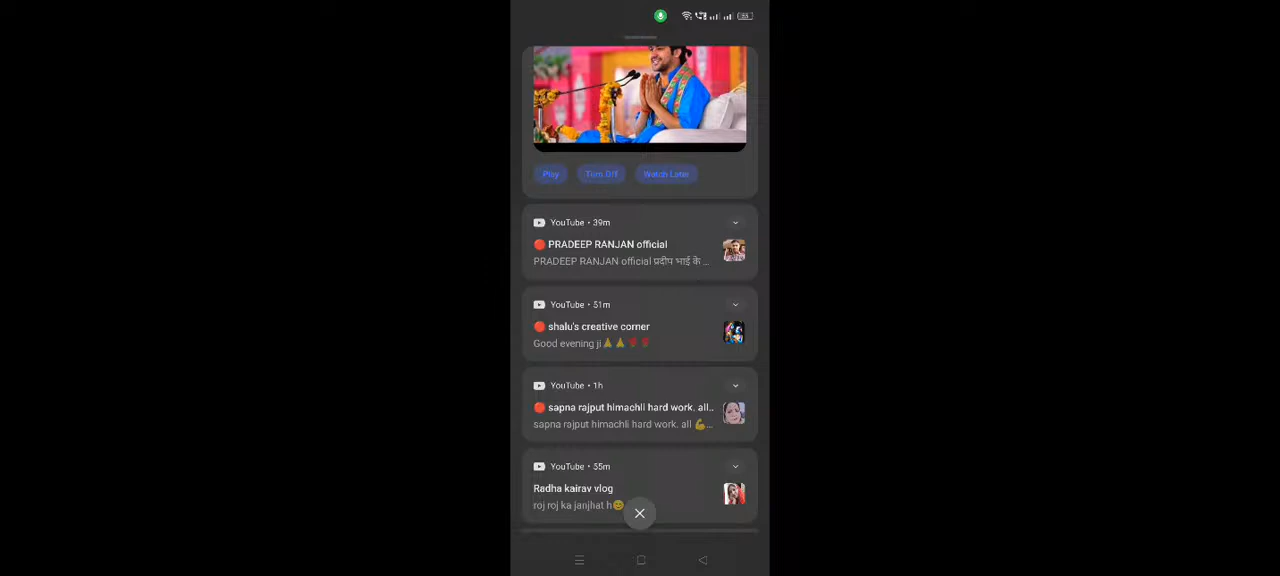 Play Turn Off Watch Later
YouTube • 39m
PRADEEP RANJAN official
PRADEEP RANJAN official प्रदीप भाई के ...
YouTube • 51m
shalu's creative corner
Good evening ji🙏🙏🌹🌹
YouTube • 1h
sapna rajput himachli hard work. all..
sapna rajput himachli hard work. all 💪...
YouTube • 55m
Radha kairav vlog
roj roj ka janjhat h😊